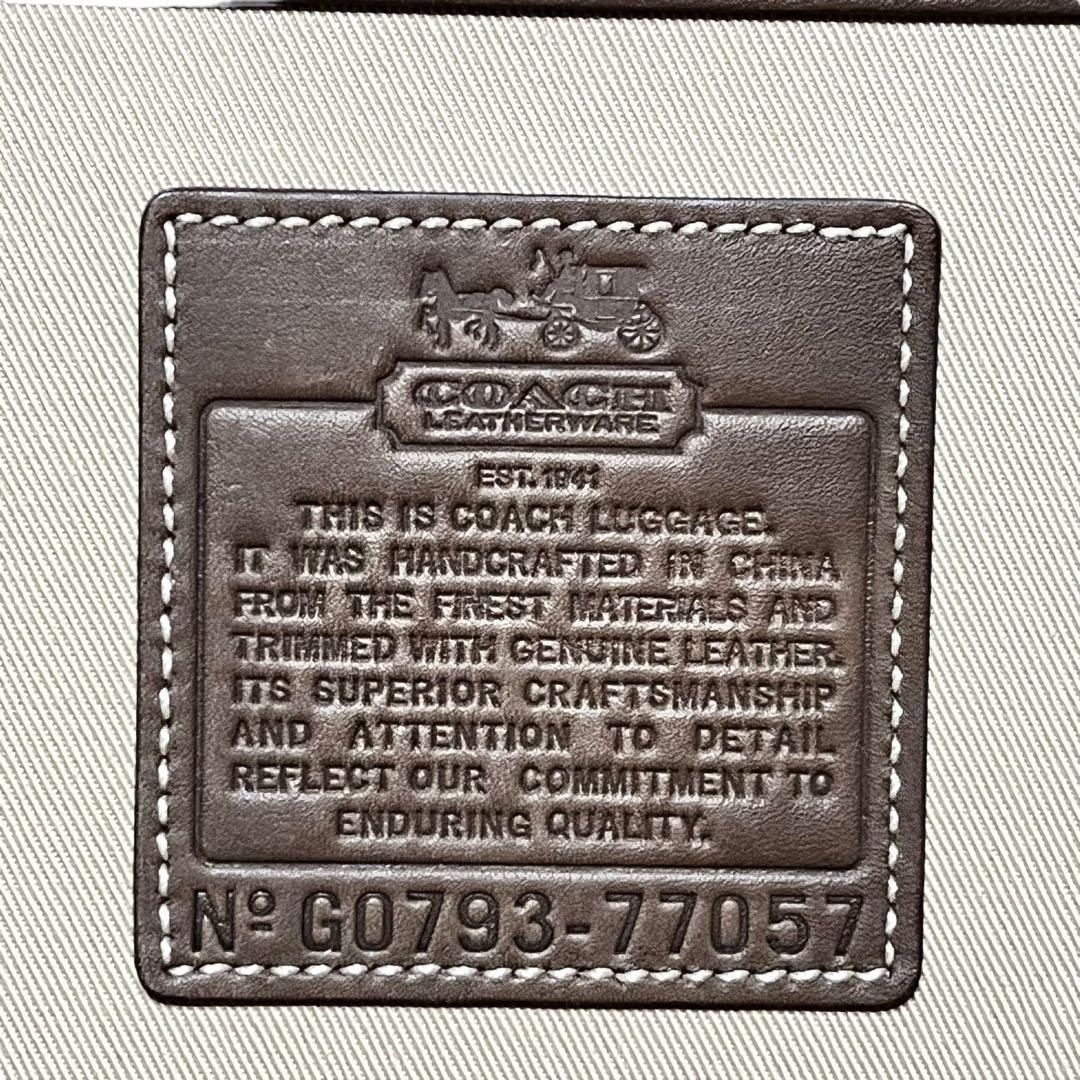 COACH
LEATHERWARE
EST. 1941
THIS IS COACH LUGGAGE.
IT WAS HANDCRAFTED IN CHINA
FROM THE FINEST MATERIALS AND
TRIMMED WITH GENUINE LEATHER.
ITS SUPERIOR CRAFTSMANSHIP
AND ATTENTION TO DETAIL
REFLECT OUR COMMITMENT TO
ENDURING QUALITY.
Nº G0793-77057